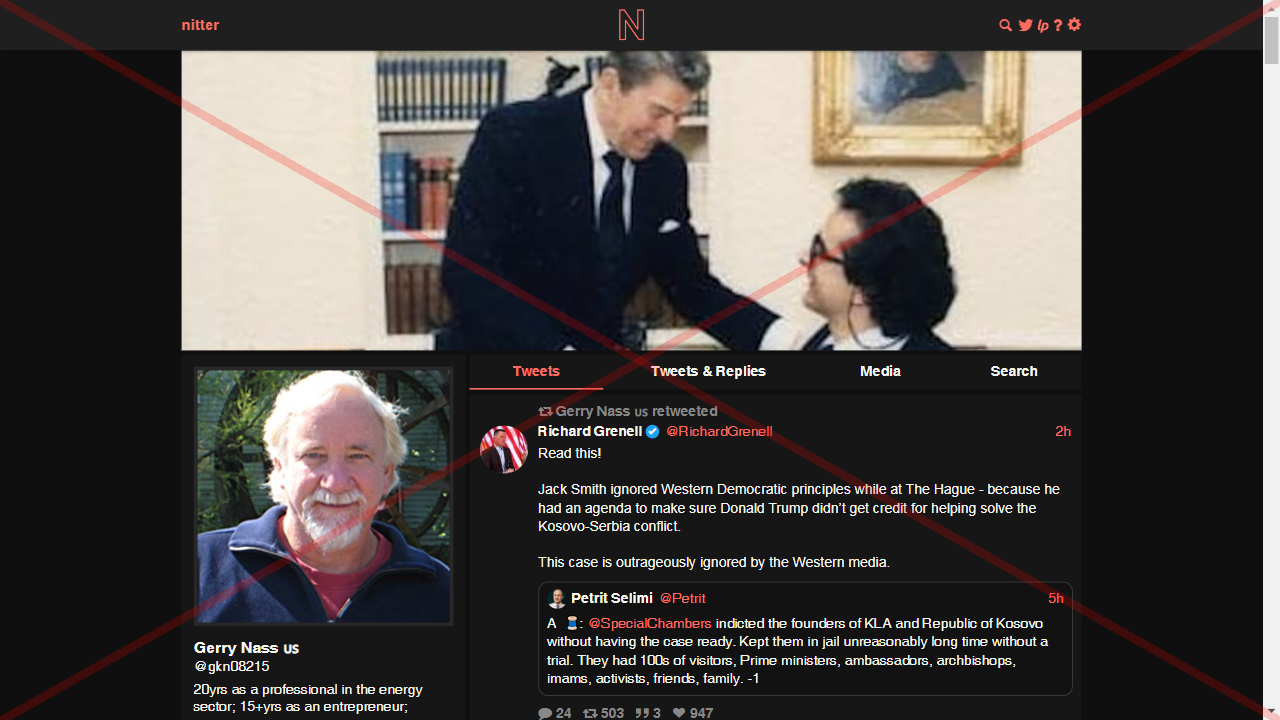 nitter
N
lp ?
Tweets
Tweets & Replies
Media
Search
Gerry Nass US retweeted
Richard Grenell @RichardGrenell 2h
Read this!
Jack Smith ignored Western Democratic principles while at The Hague - because he
had an agenda to make sure Donald Trump didn't get credit for helping solve the
Kosovo-Serbia conflict.
This case is outrageously ignored by the Western media.
Petrit Selimi @Petrit 5h
A 🧵: @SpecialChambers indicted the founders of KLA and Republic of Kosovo
without having the case ready. Kept them in jail unreasonably long time without a
trial. They had 100s of visitors, Prime ministers, ambassadors, archbishops,
imams, activists, friends, family. -1
24 503 3 947
Gerry Nass US
@gkn08215
20yrs as a professional in the energy
sector; 15+yrs as an entrepreneur;